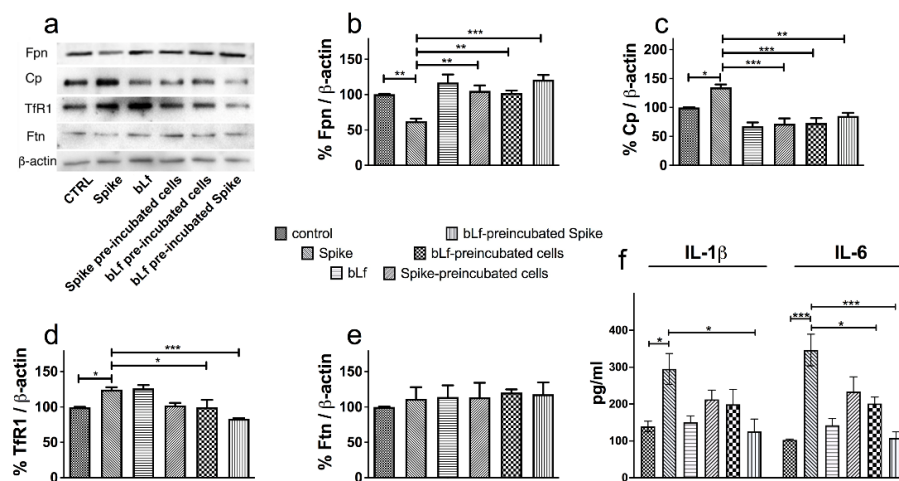 a
Fpn
Cp
TfR1
Ftn
β-actin
CTRL
Spike
bLf
Spike pre-incubated cells
bLf pre-incubated cells
bLf pre-incubated Spike
b
% Fpn / β-actin
200
150
100
50
0
**
**
**
***
c
% Cp / β-actin
200
150
100
50
0
*
***
***
**
control
bLf-preincubated Spike
Spike
bLf-preincubated cells
bLf
Spike-preincubated cells
d
% TfR1 / β-actin
200
150
100
50
0
*
*
***
e
% Ftn / β-actin
200
150
100
50
0
f
IL-1β
IL-6
pg/ml
400
300
200
100
0
*
*
***
*
***